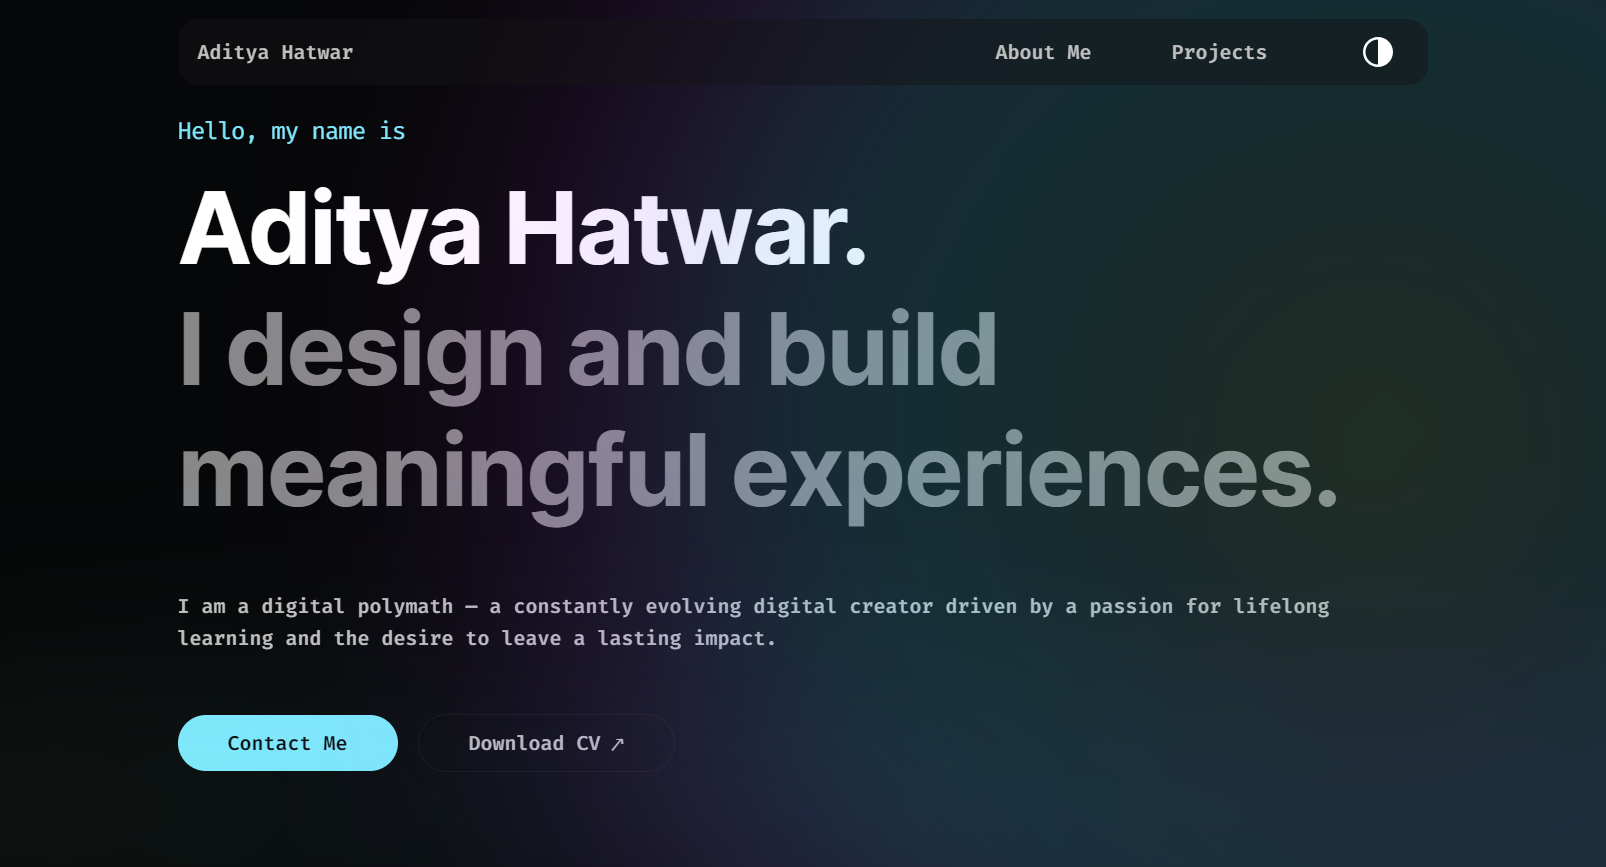 Aditya Hatwar About Me Projects
Hello, my name is
Aditya Hatwar.
I design and build
meaningful experiences.
I am a digital polymath — a constantly evolving digital creator driven by a passion for lifelong
learning and the desire to leave a lasting impact.
Contact Me Download CV ↗